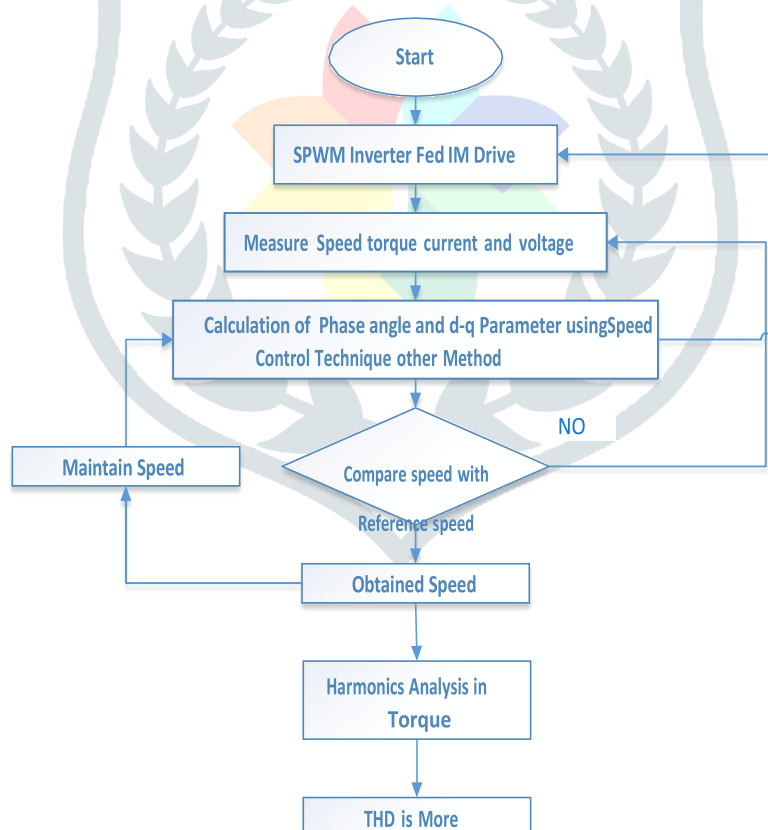 Start
SPWM Inverter Fed IM Drive
Measure Speed torque current and voltage
Calculation of Phase angle and d-q Parameter usingSpeed
Control Technique other Method
NO
Maintain Speed
Compare speed with
Reference speed
Obtained Speed
Harmonics Analysis in
Torque
THD is More